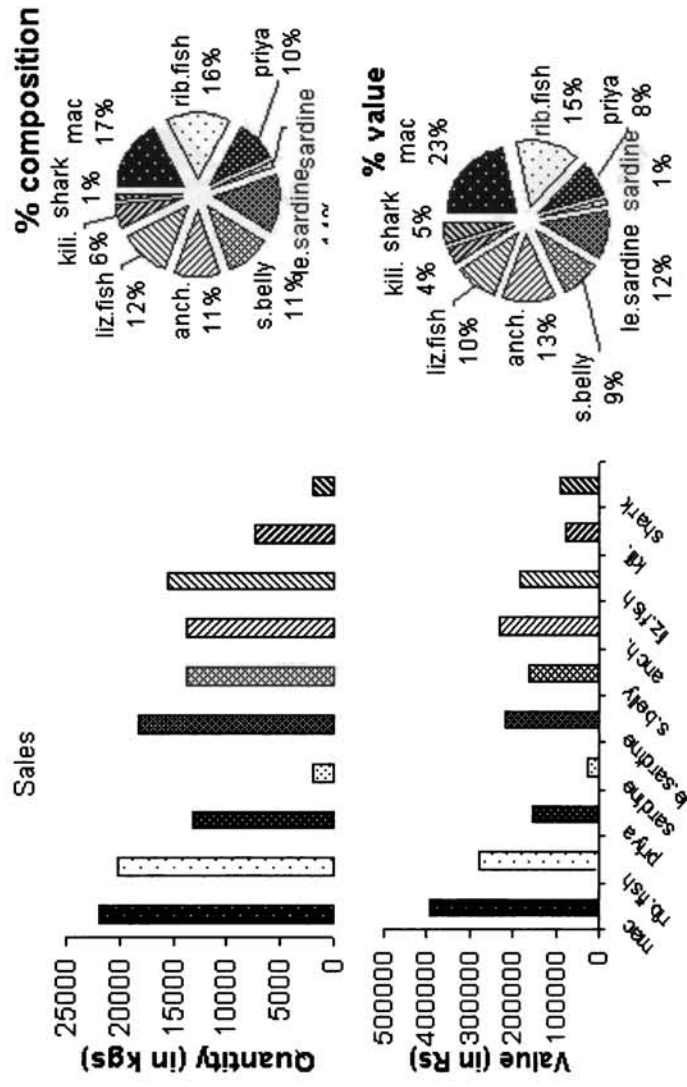 Sales
25000
20000
15000
10000
5000
0
Quantity (in kgs)
% composition
mac
17%
rib.fish
16%
priya
10%
sardine
le.sardine
s.belly
11%
anch.
11%
liz.fish
12%
kili.
6%
shark
1%
500000
400000
300000
200000
100000
0
Value (in Rs)
mac
rib.fish
priya
sardine
le.sardine
s.belly
anch.
liz.fish
kili.
shark
% value
mac
23%
rib.fish
15%
priya
8%
sardine
1%
le.sardine
12%
s.belly
9%
anch.
13%
liz.fish
10%
kili.
4%
shark
5%